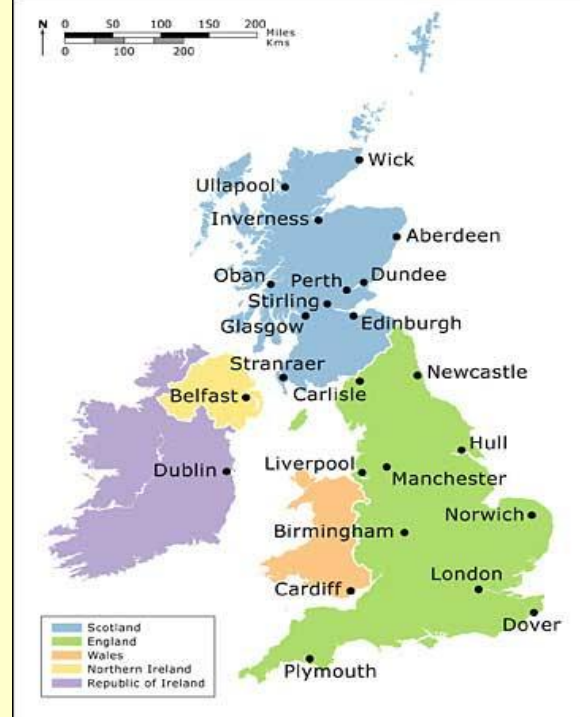 N
0 50 100 150 200
Miles
Kms
0 100 200
Wick
Ullapool
Inverness
Aberdeen
Oban
Perth
Dundee
Stirling
Glasgow
Edinburgh
Stranraer
Newcastle
Belfast
Carlisle
Hull
Dublin
Liverpool
Manchester
Norwich
Birmingham
London
Cardiff
Dover
Plymouth
Scotland
England
Wales
Northern Ireland
Republic of Ireland